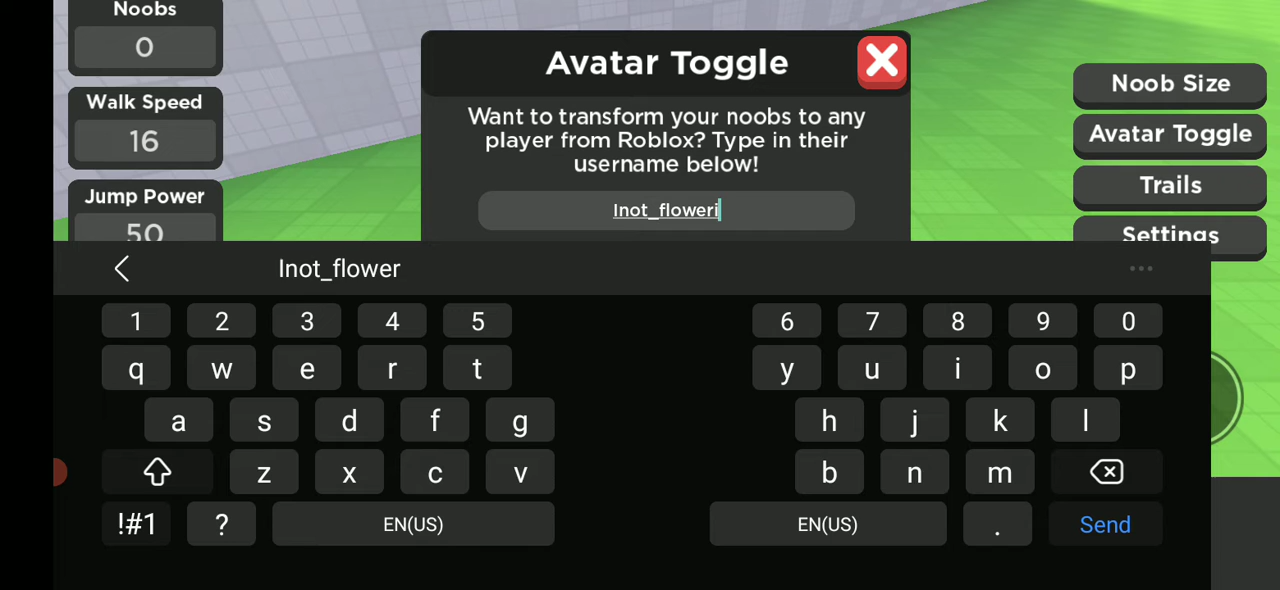 Noobs
0
Walk Speed
16
Jump Power
50
Avatar Toggle
Want to transform your noobs to any
player from Roblox? Type in their
username below!
Inot_floweri
Noob Size
Avatar Toggle
Trails
Settings
Inot_flower
1 2 3 4 5 6 7 8 9 0
q w e r t y u i o p
a s d f g h j k l
z x c v b n m
!#1 ? EN(US) EN(US) . Send